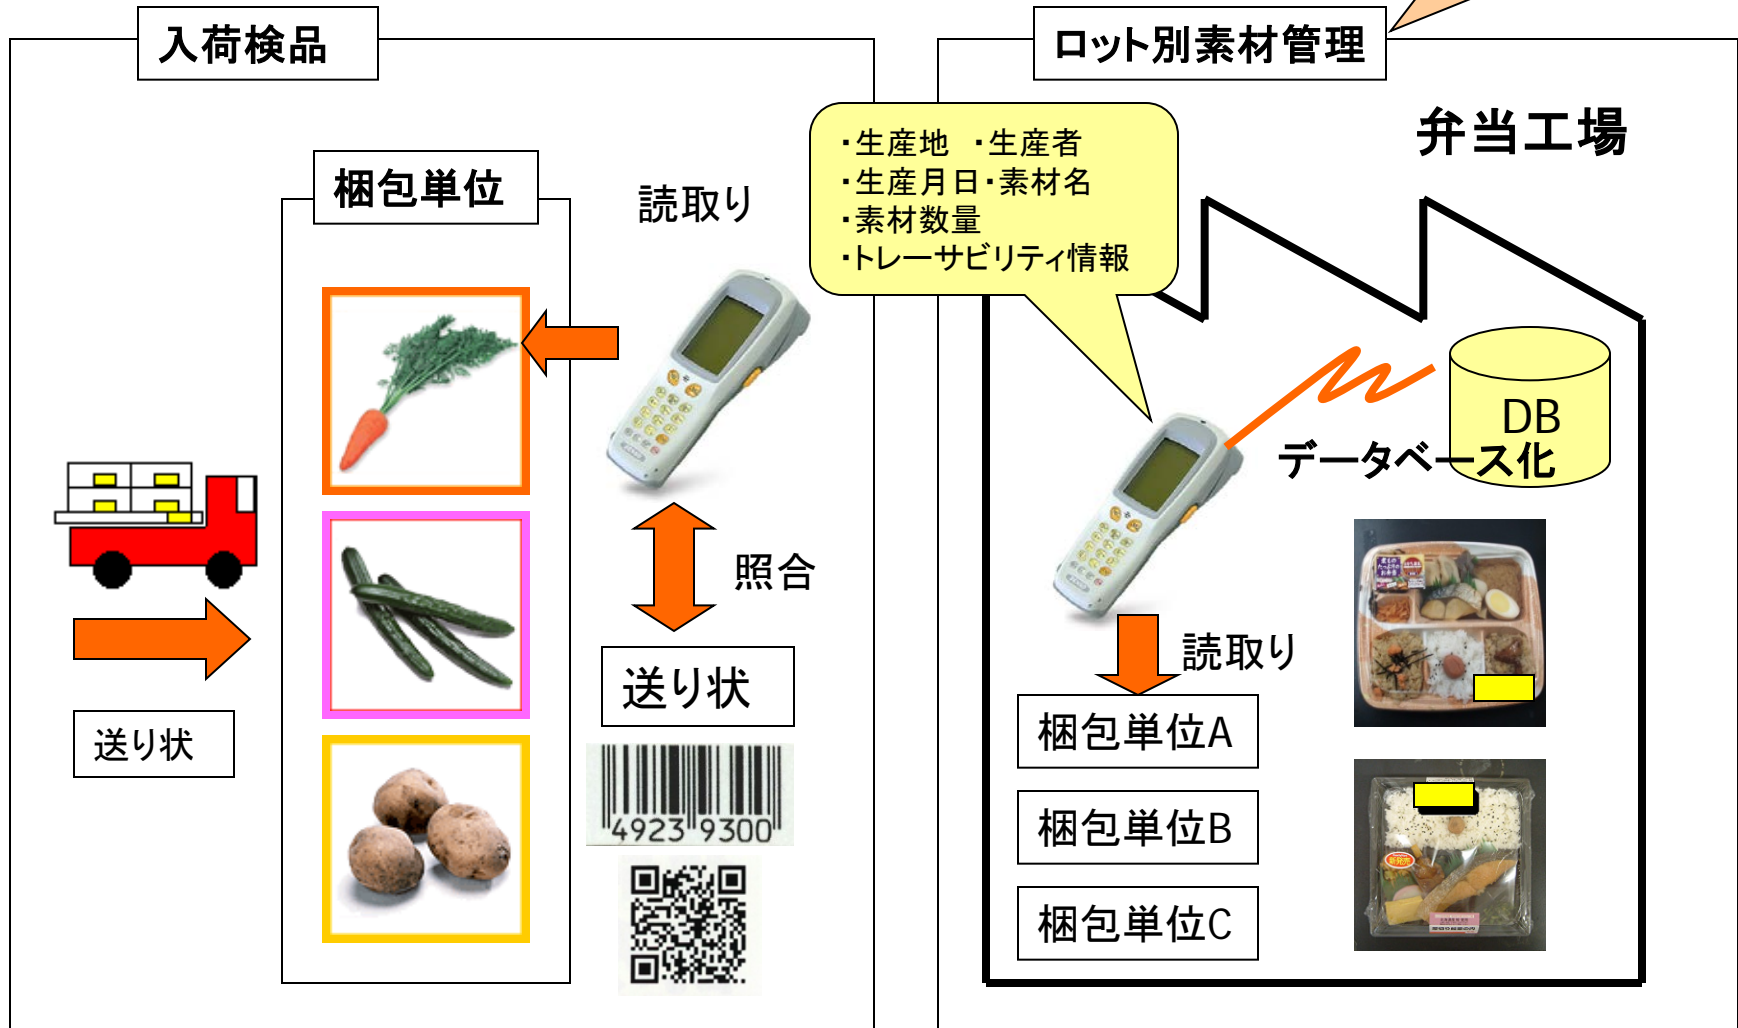 入荷検品
梱包単位
読取り
照合
送り状
送り状
4923 9300
ロット別素材管理
弁当工場
・生産地 ・生産者
・生産月日・素材名
・素材数量
・トレーサビリティ情報
DB
データベース化
読取り
梱包単位A
梱包単位B
梱包単位C
新発売